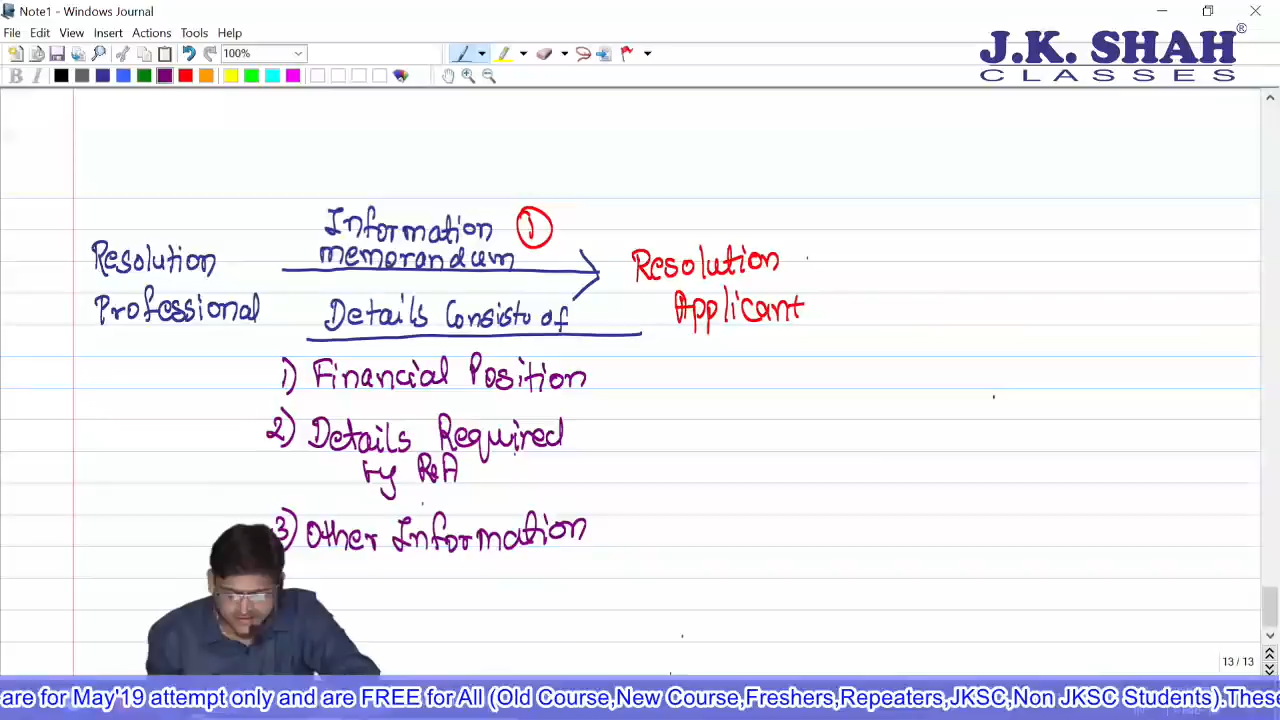 Note1 - Windows Journal
File Edit View Insert Actions Tools Help
100%
J.K. SHAH®
CLASSES
Information ①
memorandum
Resolution
Professional
Resolution
Applicant
Details Consists of
1) Financial Position
2) Details Required
by RA
3) Other Information
13 / 13
are for May'19 attempt only and are FREE for All (Old Course,New Course,Freshers,Repeaters,JKSC,Non JKSC Students).These